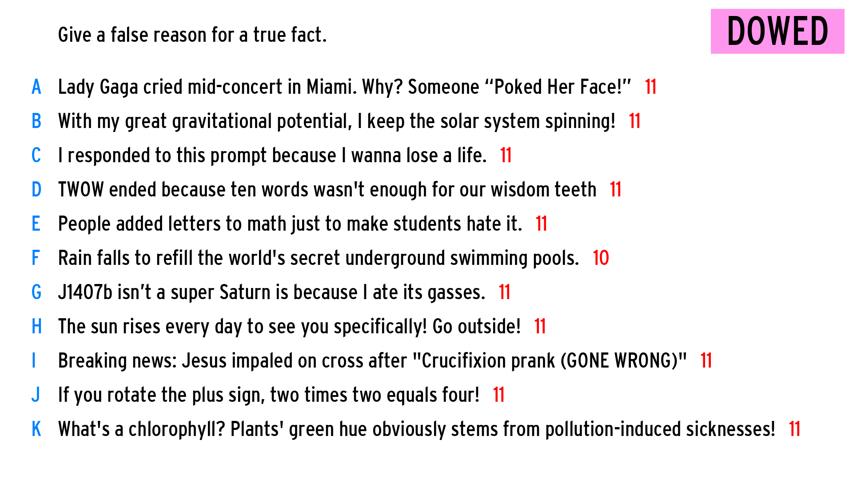 Give a false reason for a true fact.
DOWED
A Lady Gaga cried mid-concert in Miami. Why? Someone “Poked Her Face!” 11
B With my great gravitational potential, I keep the solar system spinning! 11
C I responded to this prompt because I wanna lose a life. 11
D TWOW ended because ten words wasn't enough for our wisdom teeth 11
E People added letters to math just to make students hate it. 11
F Rain falls to refill the world's secret underground swimming pools. 10
G J1407b isn’t a super Saturn is because I ate its gasses. 11
H The sun rises every day to see you specifically! Go outside! 11
I Breaking news: Jesus impaled on cross after "Crucifixion prank (GONE WRONG)" 11
J If you rotate the plus sign, two times two equals four! 11
K What's a chlorophyll? Plants' green hue obviously stems from pollution-induced sicknesses! 11